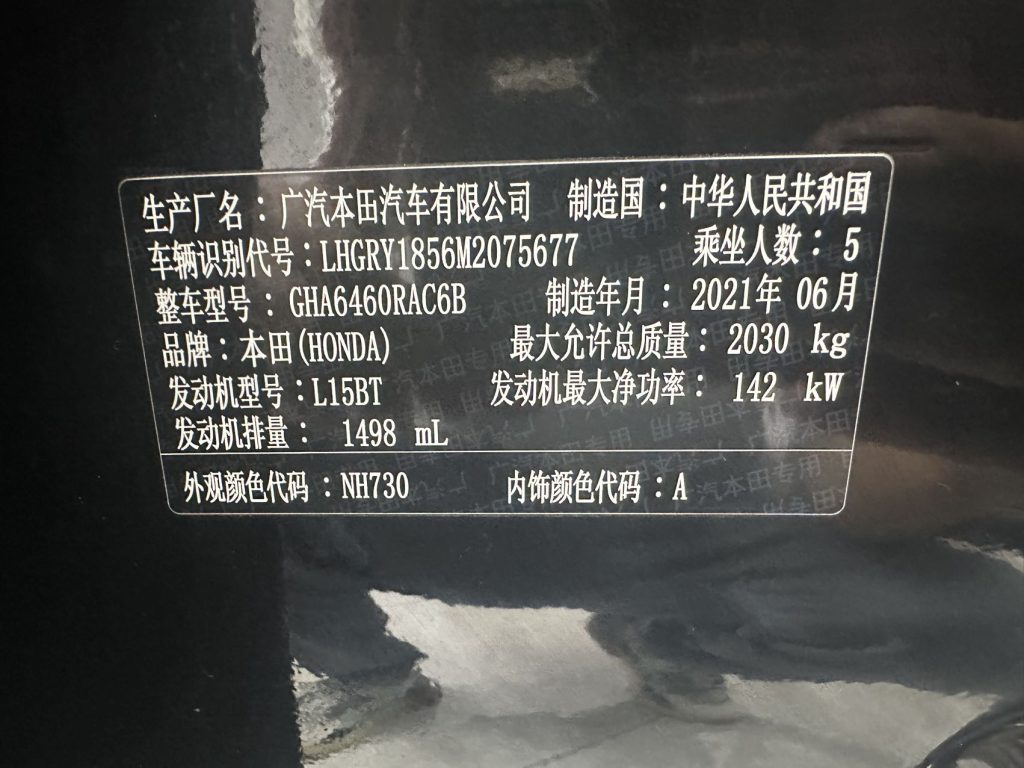 生产厂名：广汽本田汽车有限公司 制造国：中华人民共和国
车辆识别代号：LHGRY1856M2075677 乘坐人数：5
整车型号：GHA6460RAC6B 制造年月：2021年 06月
品牌：本田(HONDA) 最大允许总质量：2030 kg
发动机型号：L15BT 发动机最大净功率：142 kW
发动机排量：1498 mL
外观颜色代码：NH730 内饰颜色代码：A